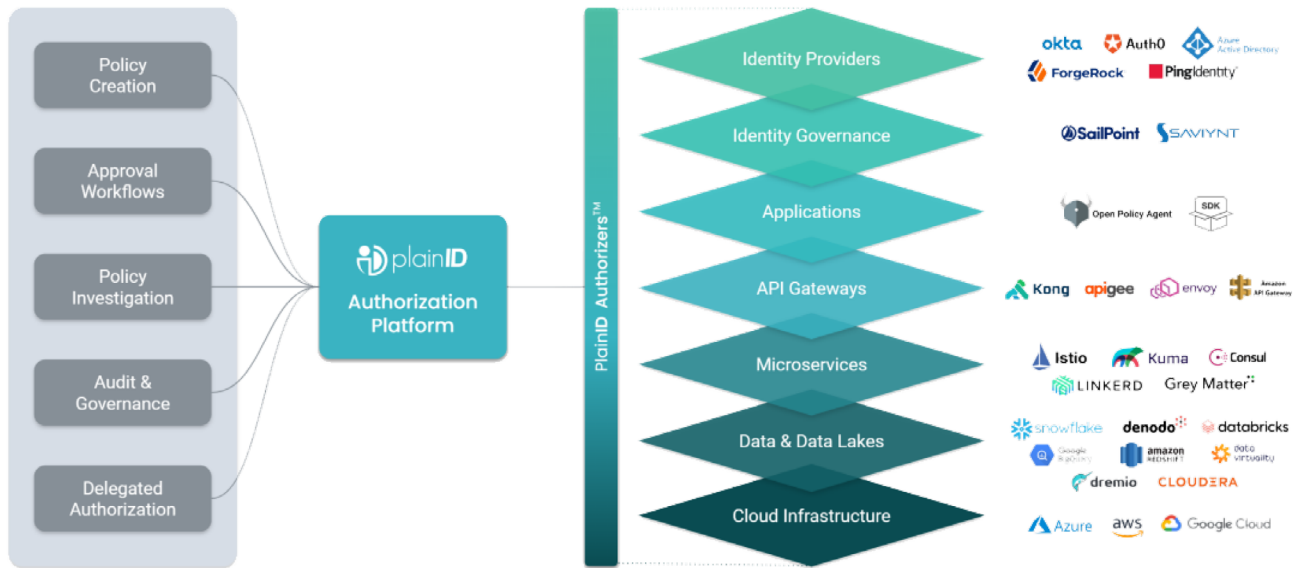 Policy
Creation
Approval
Workflows
Policy
Investigation
Audit &
Governance
Delegated
Authorization
plainID
Authorization
Platform
PlainID Authorizers™
Identity Providers
okta Auth0 Azure
Active Directory
ForgeRock PingIdentity
Identity Governance
SailPoint SAVIYNT
Applications
Open Policy Agent SDK
API Gateways
Kong apigee envoy Amazon
API Gateway
Microservices
Istio Kuma Consul
LINKERD Grey Matter
Data & Data Lakes
snowflake denodo databricks
Google
BigQuery
amazon
REDSHIFT
data
virtuality
dremio CLOUDERA
Cloud Infrastructure
Azure aws Google Cloud